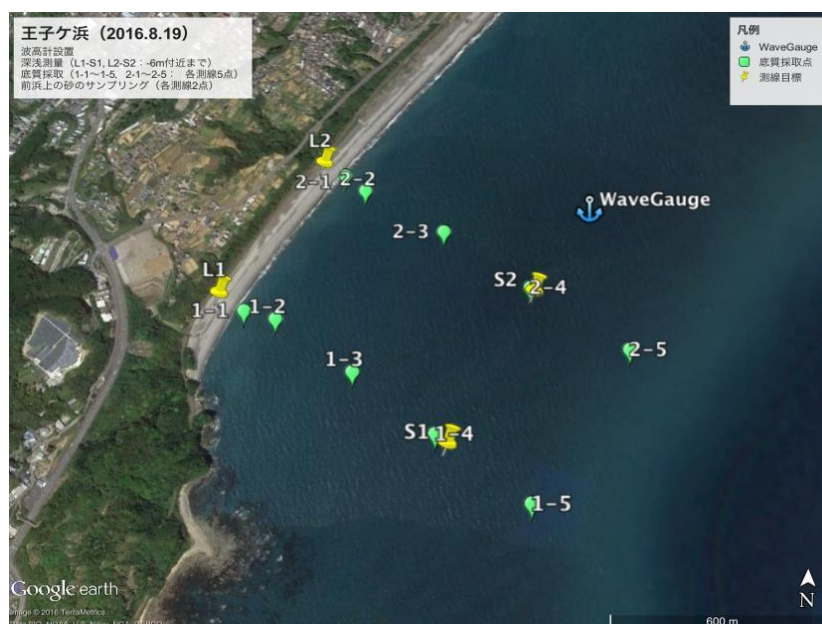 王子ケ浜（2016.8.19）
波高計設置
深浅測量（L1-S1, L2-S2：-6m付近まで）
底質採取（1-1〜1-5, 2-1〜2-5： 各測線5点）
前浜上の砂のサンプリング（各測線2点）
凡例
WaveGauge
底質採取点
測線目標
L2
2-1 2-2
WaveGauge
2-3
L1
S2 2-4
1-1 1-2
2-5
1-3
S1 1-4
1-5
Google earth
Image © 2016 TerraMetrics
N
600 m